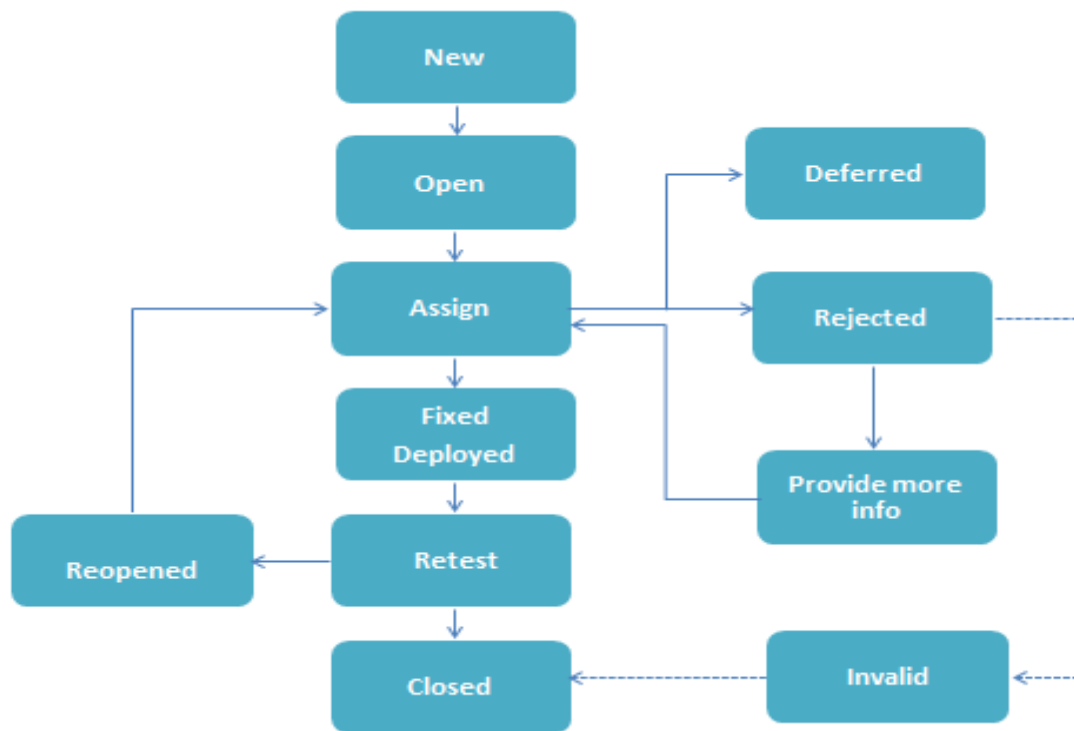 New
Open
Deferred
Assign
Rejected
Fixed
Deployed
Provide more
info
Reopened
Retest
Closed
Invalid